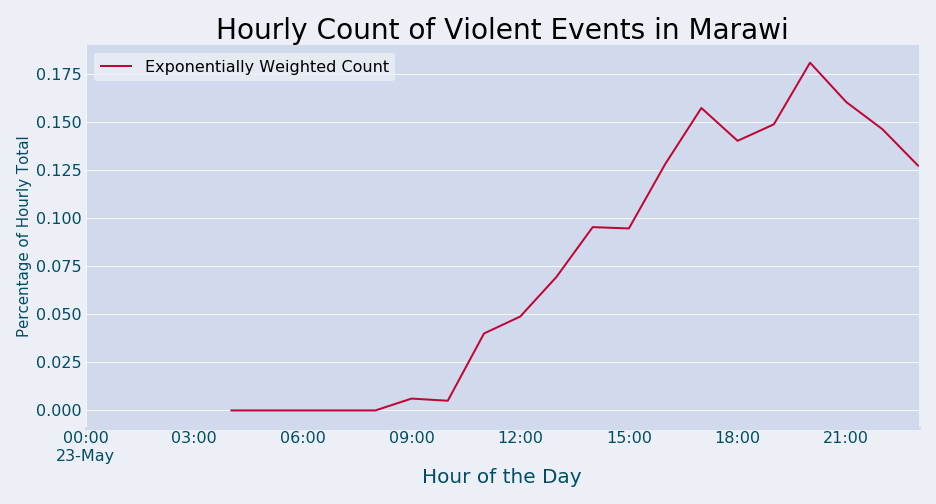 Hourly Count of Violent Events in Marawi
Exponentially Weighted Count
Percentage of Hourly Total
0.175
0.150
0.125
0.100
0.075
0.050
0.025
0.000
00:00 03:00 06:00 09:00 12:00 15:00 18:00 21:00
23-May
Hour of the Day